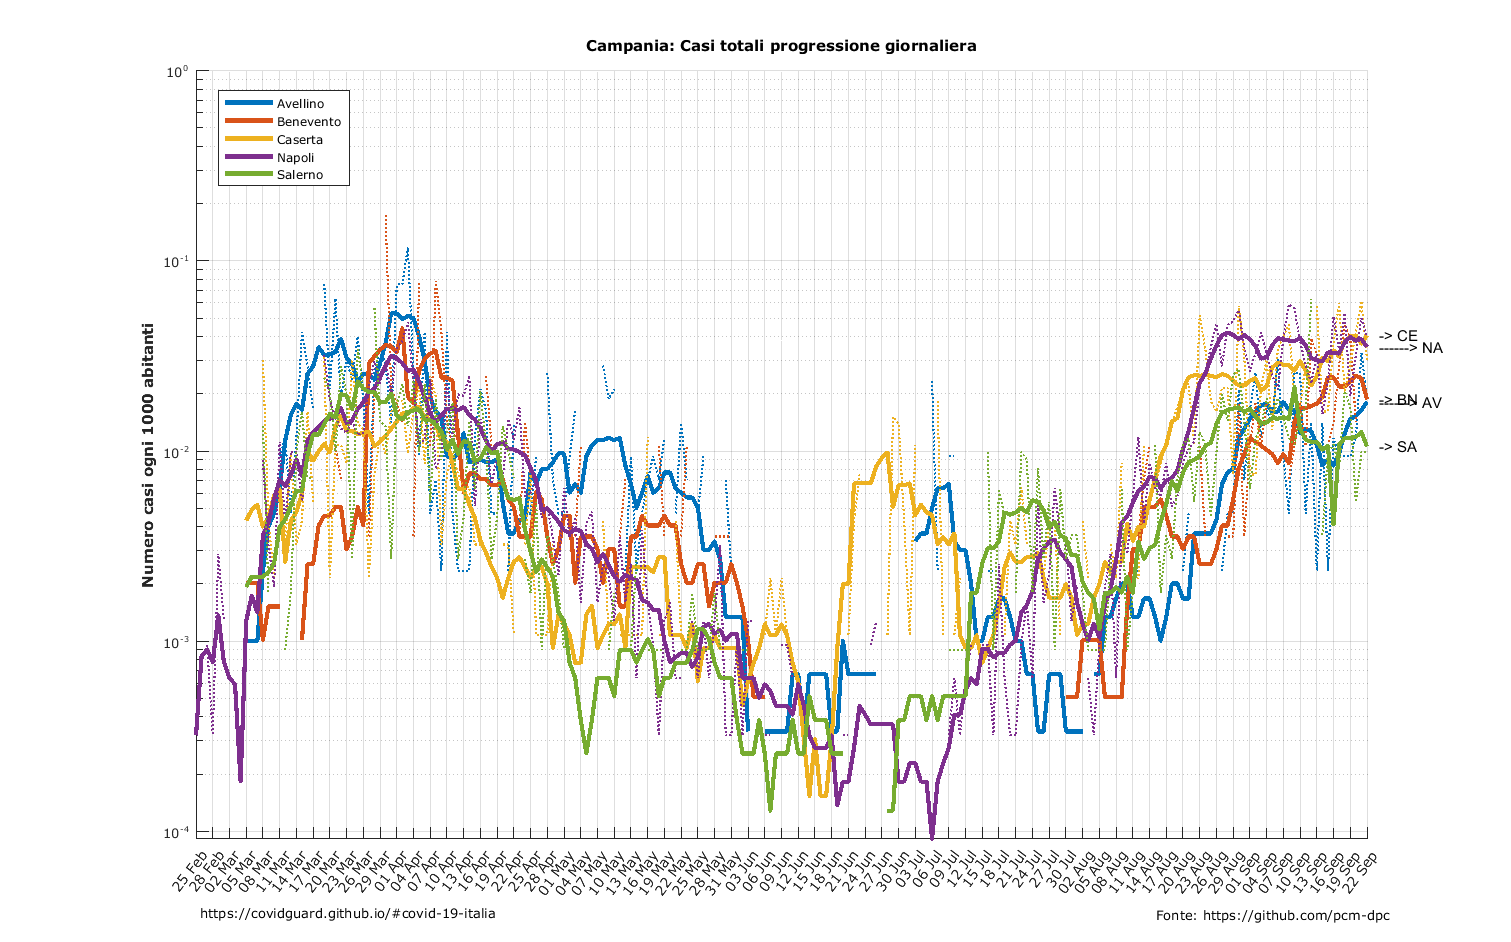 Campania: Casi totali progressione giornaliera
10^0
10^-1
10^-2
10^-3
10^-4
Numero casi ogni 1000 abitanti
Avellino
Benevento
Caserta
Napoli
Salerno
-> CE
------> NA
-> BN
------> AV
-> SA
25 Feb
28 Feb
02 Mar
05 Mar
08 Mar
11 Mar
14 Mar
17 Mar
20 Mar
23 Mar
26 Mar
29 Mar
01 Apr
04 Apr
07 Apr
10 Apr
13 Apr
16 Apr
19 Apr
22 Apr
25 Apr
28 Apr
01 May
04 May
07 May
10 May
13 May
16 May
19 May
22 May
25 May
28 May
31 May
03 Jun
06 Jun
09 Jun
12 Jun
15 Jun
18 Jun
21 Jun
24 Jun
27 Jun
30 Jun
03 Jul
06 Jul
09 Jul
12 Jul
15 Jul
18 Jul
21 Jul
24 Jul
27 Jul
30 Jul
02 Aug
05 Aug
08 Aug
11 Aug
14 Aug
17 Aug
20 Aug
23 Aug
26 Aug
29 Aug
01 Sep
04 Sep
07 Sep
10 Sep
13 Sep
16 Sep
19 Sep
22 Sep
https://covidguard.github.io/#covid-19-italia
Fonte: https://github.com/pcm-dpc